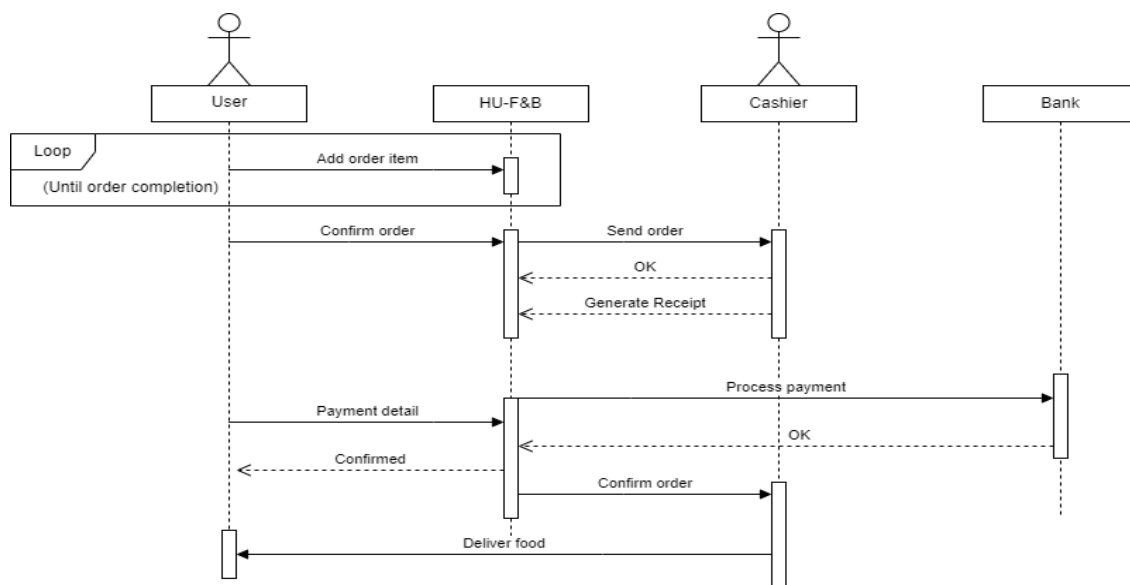 User
HU-F&B
Cashier
Bank
Loop
Add order item
(Until order completion)
Confirm order
Send order
OK
Generate Receipt
Process payment
Payment detail
OK
Confirmed
Confirm order
Deliver food